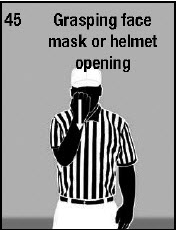 45 Grasping face
mask or helmet
opening